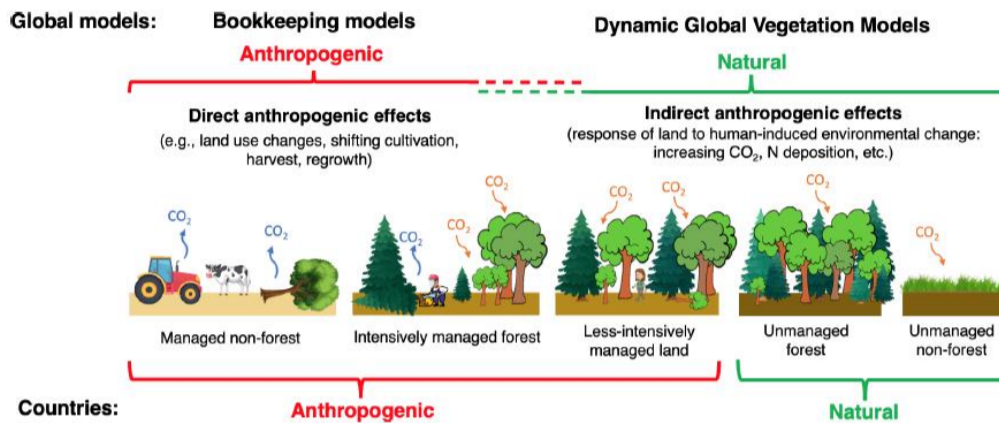 Global models: Bookkeeping models Dynamic Global Vegetation Models
Anthropogenic Natural
Direct anthropogenic effects
(e.g., land use changes, shifting cultivation,
harvest, regrowth)
Indirect anthropogenic effects
(response of land to human-induced environmental change:
increasing CO₂, N deposition, etc.)
CO₂
CO₂
CO₂
CO₂
CO₂
CO₂
CO₂
CO₂
CO₂
Managed non-forest
Intensively managed forest
Less-intensively
managed land
Unmanaged
forest
Unmanaged
non-forest
Countries: Anthropogenic Natural